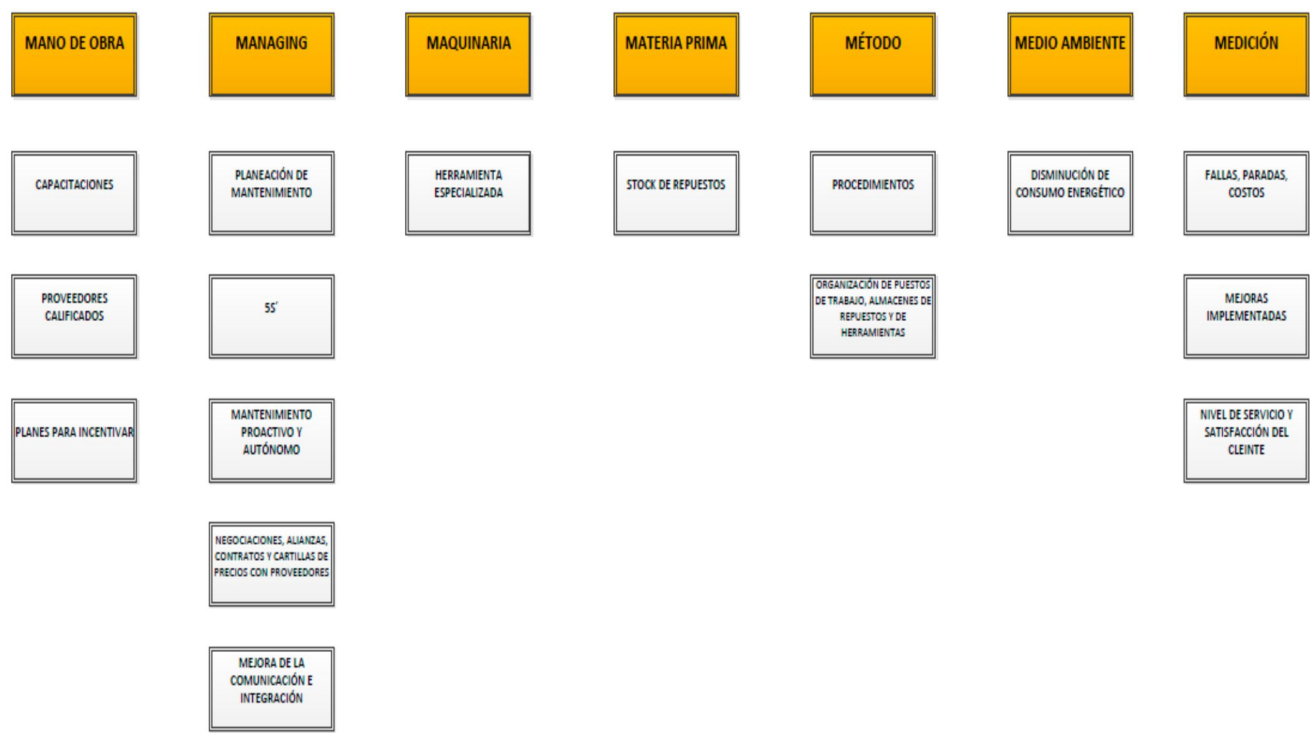 MANO DE OBRA
MANAGING
MAQUINARIA
MATERIA PRIMA
MÉTODO
MEDIO AMBIENTE
MEDICIÓN
CAPACITACIONES
PLANEACIÓN DE
MANTENIMIENTO
HERRAMIENTA
ESPECIALIZADA
STOCK DE REPUESTOS
PROCEDIMIENTOS
DISMINUCIÓN DE
CONSUMO ENERGÉTICO
FALLAS, PARADAS,
COSTOS
PROVEEDORES
CALIFICADOS
5S´
ORGANIZACIÓN DE PUESTOS
DE TRABAJO, ALMACENES DE
REPUESTOS Y DE
HERRAMIENTAS
MEJORAS
IMPLEMENTADAS
PLANES PARA INCENTIVAR
MANTENIMIENTO
PROACTIVO Y
AUTÓNOMO
NIVEL DE SERVICIO Y
SATISFACCIÓN DEL
CLEINTE
NEGOCIACIONES, ALIANZAS,
CONTRATOS Y CARTILLAS DE
PRECIOS CON PROVEEDORES
MEJORA DE LA
COMUNICACIÓN E
INTEGRACIÓN